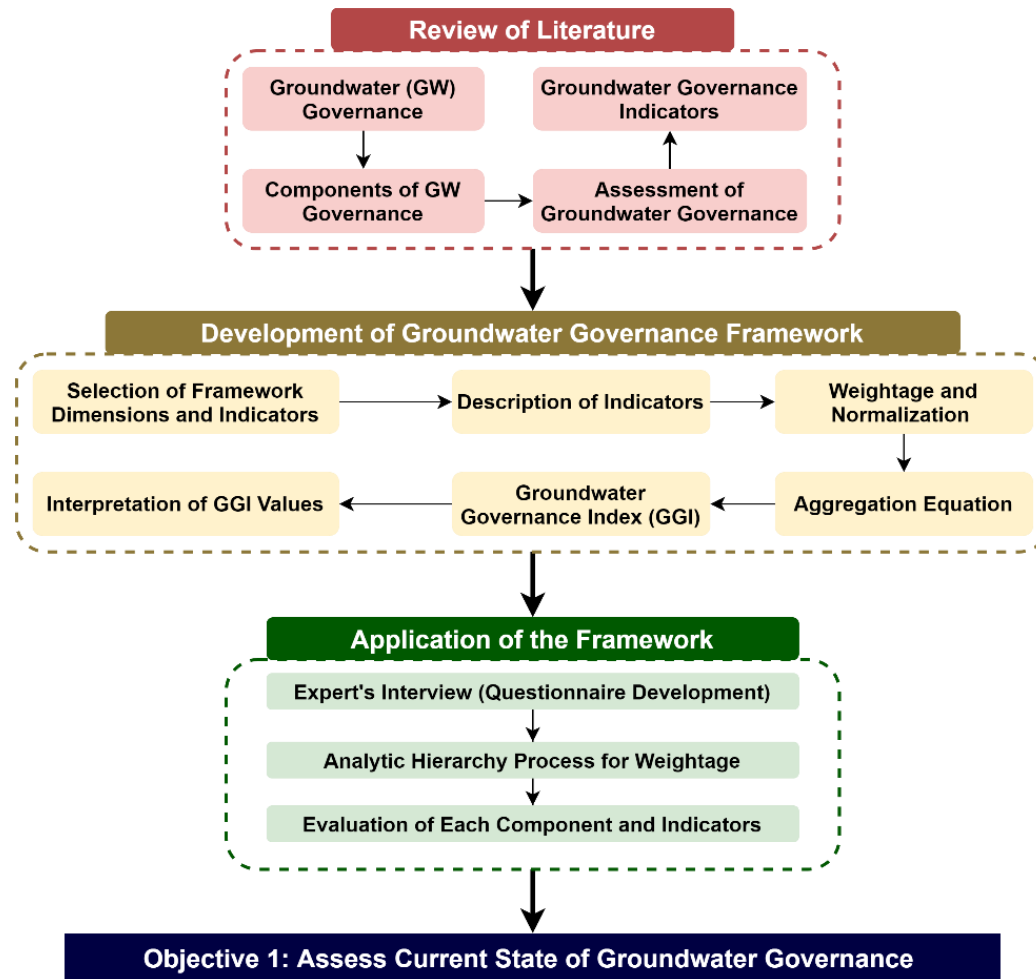 Review of Literature
Groundwater (GW)
Governance
Groundwater Governance
Indicators
Components of GW
Governance
Assessment of
Groundwater Governance
Development of Groundwater Governance Framework
Selection of Framework
Dimensions and Indicators
Description of Indicators
Weightage and
Normalization
Interpretation of GGI Values
Groundwater
Governance Index (GGI)
Aggregation Equation
Application of the Framework
Expert's Interview (Questionnaire Development)
Analytic Hierarchy Process for Weightage
Evaluation of Each Component and Indicators
Objective 1: Assess Current State of Groundwater Governance